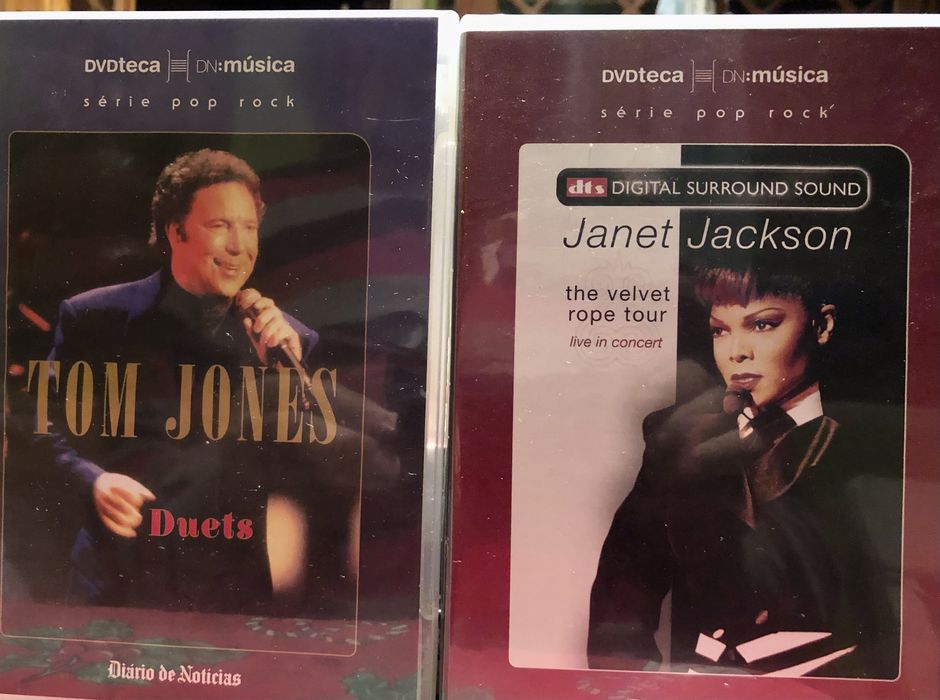 DVDteca DN:música
série pop rock
TOM JONES
Duets
Diário de Notícias
DVDteca DN:música
série pop rock
dts DIGITAL SURROUND SOUND
Janet Jackson
the velvet
rope tour
live in concert